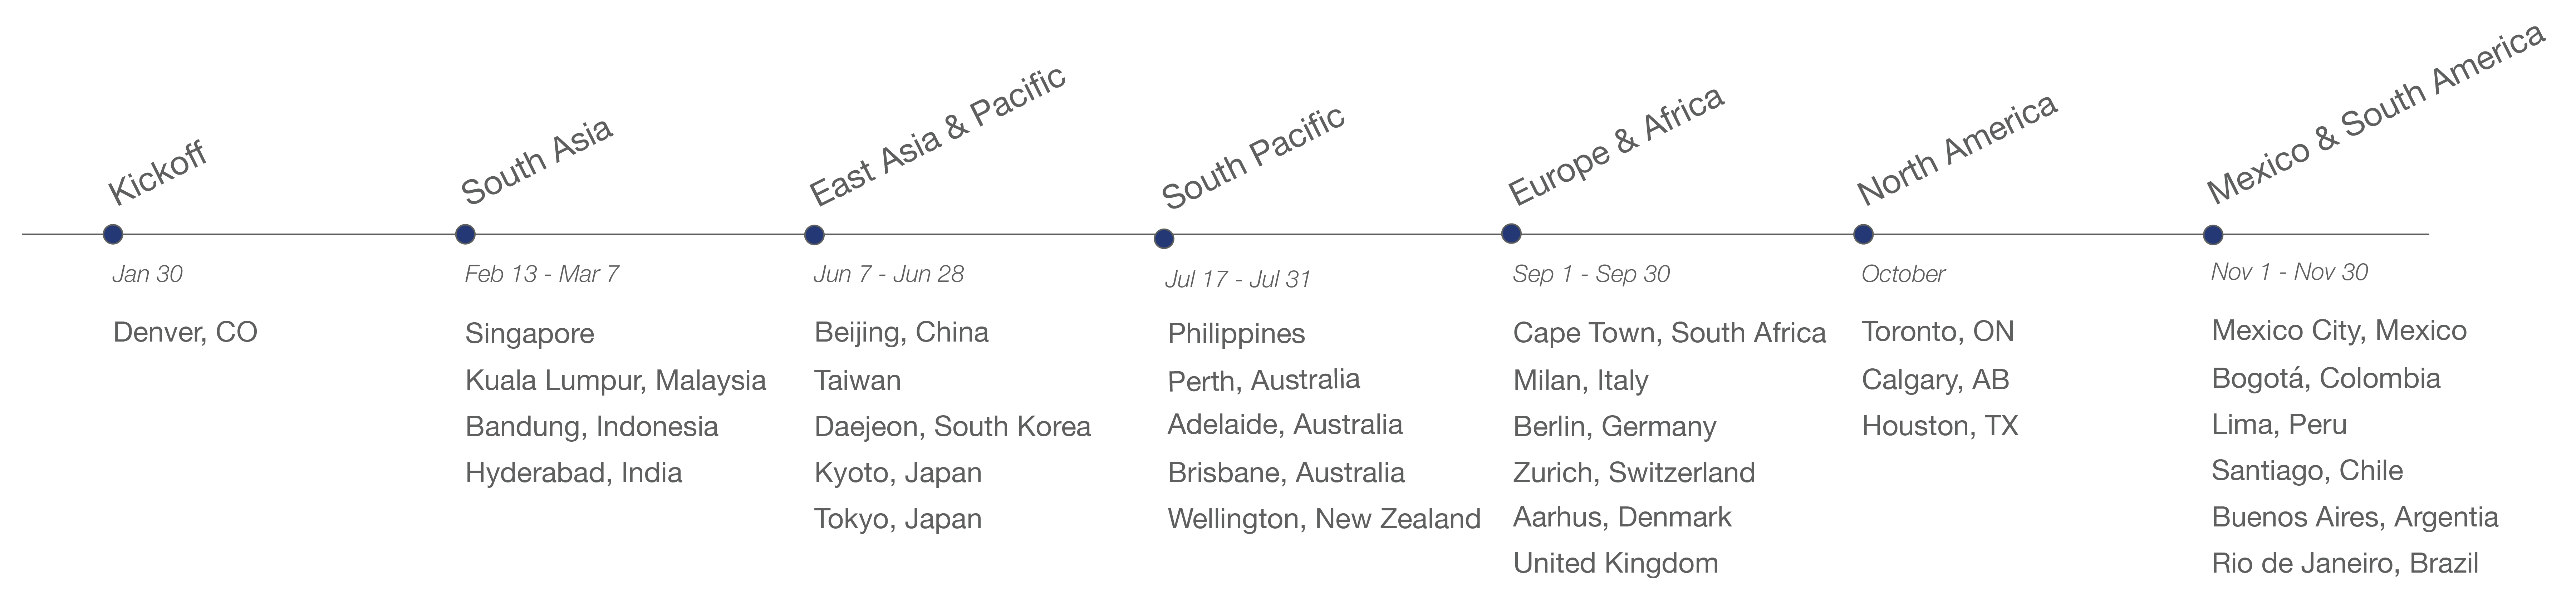 Kickoff
Jan 30
Denver, CO
South Asia
Feb 13 - Mar 7
Singapore
Kuala Lumpur, Malaysia
Bandung, Indonesia
Hyderabad, India
East Asia & Pacific
Jun 7 - Jun 28
Beijing, China
Taiwan
Daejeon, South Korea
Kyoto, Japan
Tokyo, Japan
South Pacific
Jul 17 - Jul 31
Philippines
Perth, Australia
Adelaide, Australia
Brisbane, Australia
Wellington, New Zealand
Europe & Africa
Sep 1 - Sep 30
Cape Town, South Africa
Milan, Italy
Berlin, Germany
Zurich, Switzerland
Aarhus, Denmark
United Kingdom
North America
October
Toronto, ON
Calgary, AB
Houston, TX
Mexico & South America
Nov 1 - Nov 30
Mexico City, Mexico
Bogotá, Colombia
Lima, Peru
Santiago, Chile
Buenos Aires, Argentia
Rio de Janeiro, Brazil